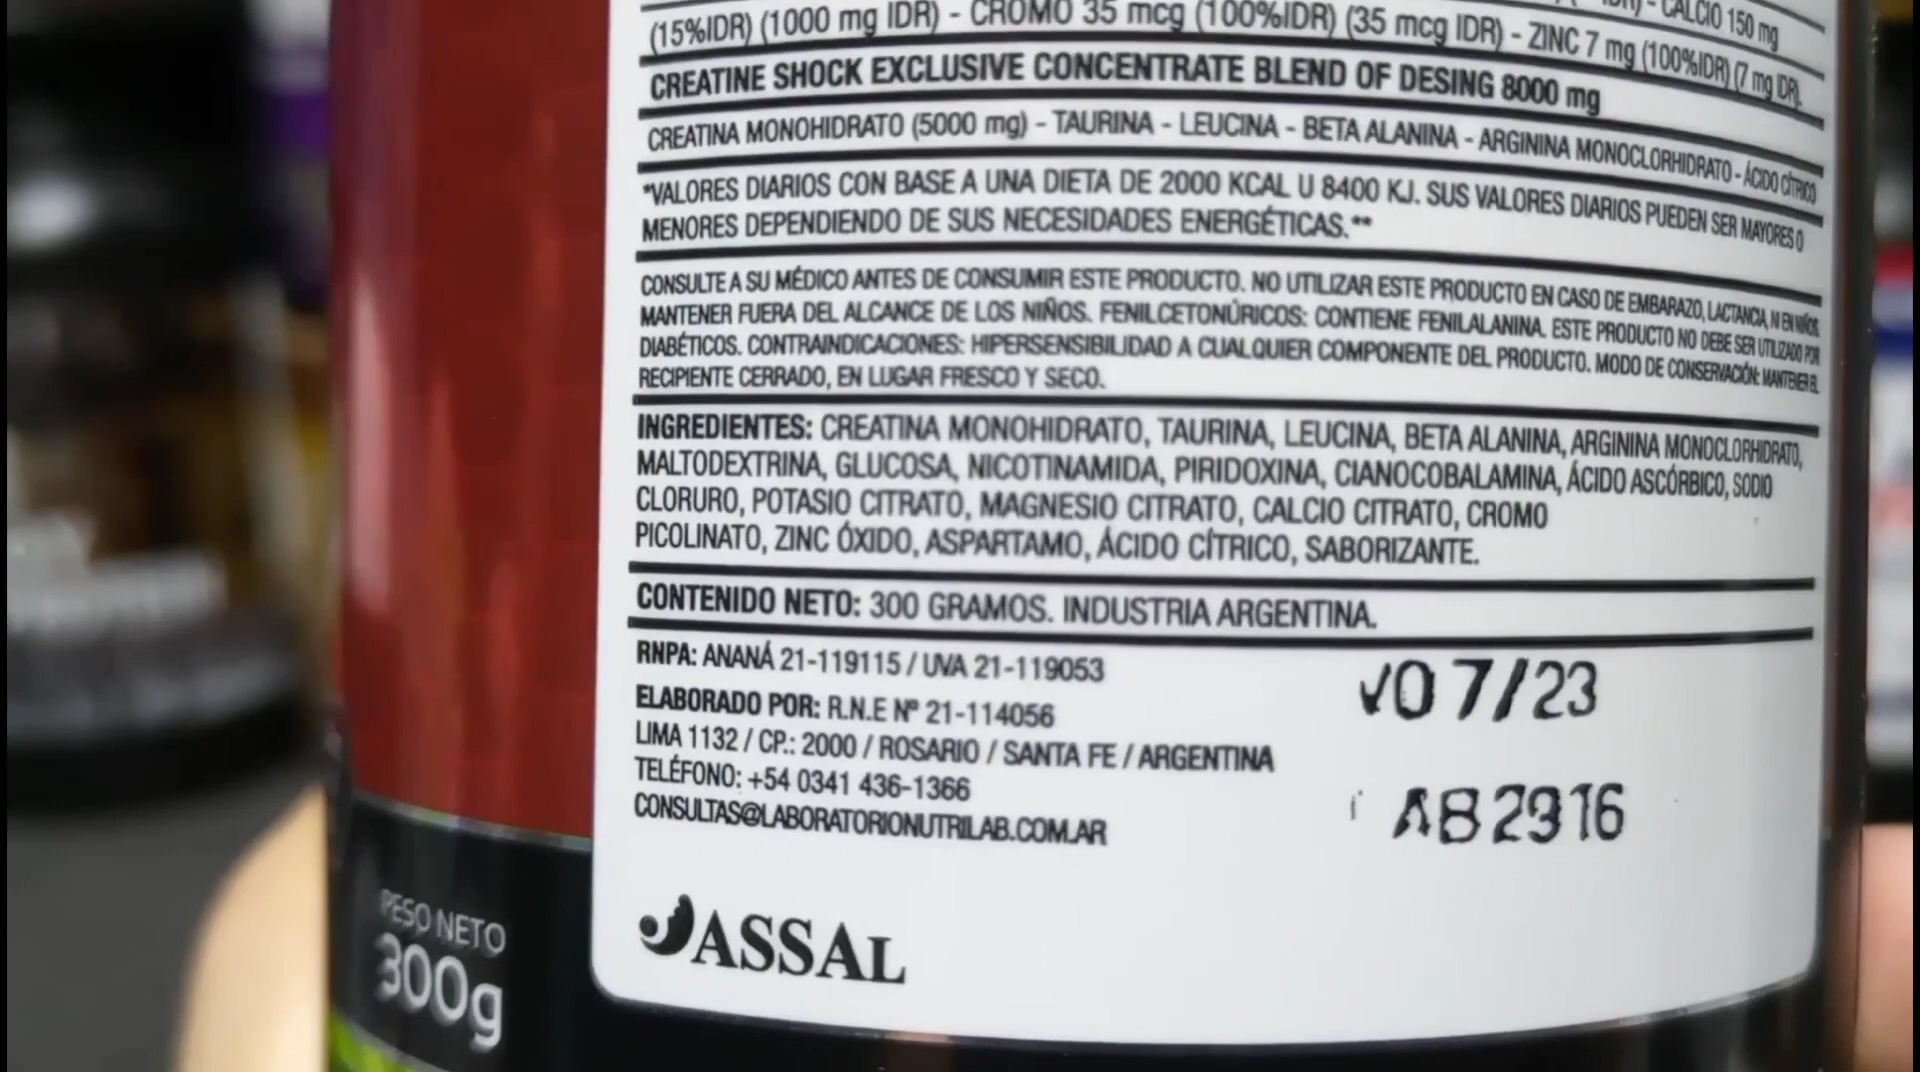 CALCIO 150 mg
(15%IDR) (1000 mg IDR) - CROMO 35 mcg (100%IDR) (35 mcg IDR) - ZINC 7 mg (100%IDR) (7 mg IDR).
CREATINE SHOCK EXCLUSIVE CONCENTRATE BLEND OF DESING 8000 mg
CREATINA MONOHIDRATO (5000 mg) - TAURINA - LEUCINA - BETA ALANINA - ARGININA MONOCLORHIDRATO - ÁCIDO CÍTRICO
*VALORES DIARIOS CON BASE A UNA DIETA DE 2000 KCAL U 8400 KJ. SUS VALORES DIARIOS PUEDEN SER MAYORES O
MENORES DEPENDIENDO DE SUS NECESIDADES ENERGÉTICAS.**
CONSULTE A SU MÉDICO ANTES DE CONSUMIR ESTE PRODUCTO. NO UTILIZAR ESTE PRODUCTO EN CASO DE EMBARAZO, LACTANCIA, NI EN NIÑOS.
MANTENER FUERA DEL ALCANCE DE LOS NIÑOS. FENILCETONÚRICOS: CONTIENE FENILALANINA. ESTE PRODUCTO NO DEBE SER UTILIZADO POR
DIABÉTICOS. CONTRAINDICACIONES: HIPERSENSIBILIDAD A CUALQUIER COMPONENTE DEL PRODUCTO. MODO DE CONSERVACIÓN: MANTENER EL
RECIPIENTE CERRADO, EN LUGAR FRESCO Y SECO.
INGREDIENTES: CREATINA MONOHIDRATO, TAURINA, LEUCINA, BETA ALANINA, ARGININA MONOCLORHIDRATO,
MALTODEXTRINA, GLUCOSA, NICOTINAMIDA, PIRIDOXINA, CIANOCOBALAMINA, ÁCIDO ASCÓRBICO, SODIO
CLORURO, POTASIO CITRATO, MAGNESIO CITRATO, CALCIO CITRATO, CROMO
PICOLINATO, ZINC ÓXIDO, ASPARTAMO, ÁCIDO CÍTRICO, SABORIZANTE.
CONTENIDO NETO: 300 GRAMOS. INDUSTRIA ARGENTINA.
RNPA: ANANÁ 21-119115 / UVA 21-119053
ELABORADO POR: R.N.E Nº 21-114056
LIMA 1132 / CP.: 2000 / ROSARIO / SANTA FE / ARGENTINA
TELÉFONO: +54 0341 436-1366
CONSULTAS@LABORATORIONUTRILAB.COM.AR
V07/23
AB2916
ASSAL
PESO NETO
300g